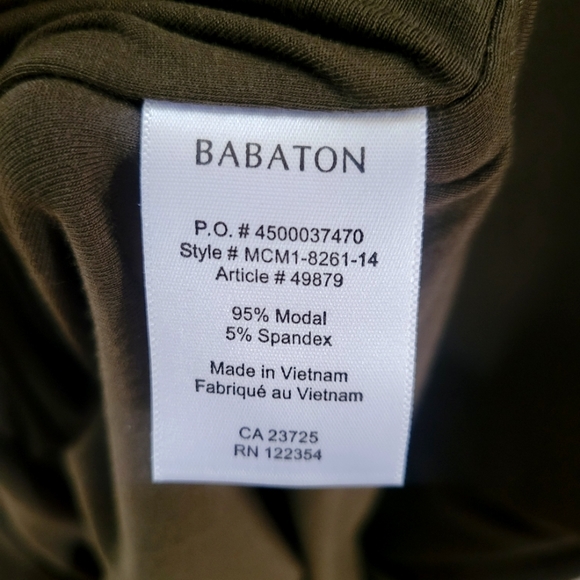 BABATON
P.O. # 4500037470
Style # MCM1-8261-14
Article # 49879
95% Modal
5% Spandex
Made in Vietnam
Fabriqué au Vietnam
CA 23725
RN 122354